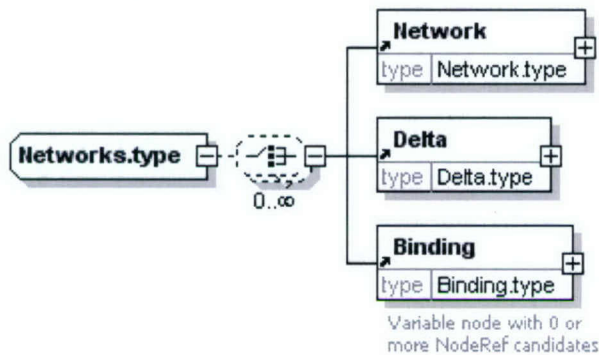 Network
type Network.type
Networks.type
0..∞
Delta
type Delta.type
Binding
type Binding.type
Variable node with 0 or
more NodeRef candidates